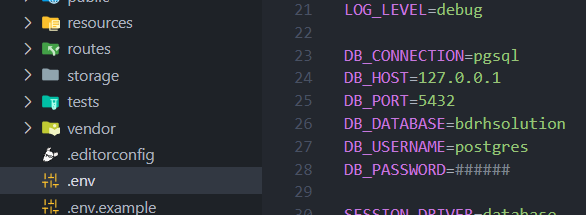 public
resources
routes
storage
tests
vendor
.editorconfig
.env
.env.example
21 LOG_LEVEL=debug
22
23 DB_CONNECTION=pgsql
24 DB_HOST=127.0.0.1
25 DB_PORT=5432
26 DB_DATABASE=bdrhsolution
27 DB_USERNAME=postgres
28 DB_PASSWORD=######
29
30 SESSION_DRIVER=database